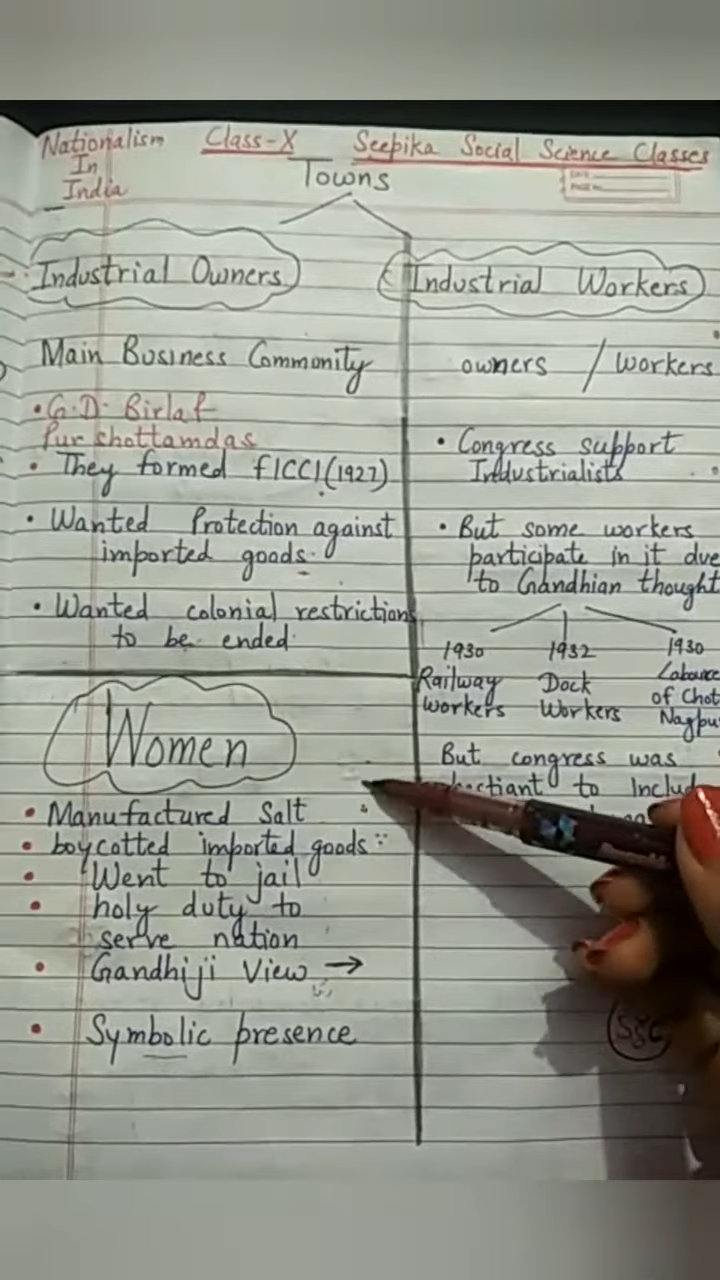 Nationalism
In
India
Class-X
Seepika Social Science Classes
Towns
Industrial Owners
Main Business Commonity
• G.D. Birlaf
Purshottamdas
• They formed FICCI (1927)
• Wanted Protection against
imported goods.
• Wanted colonial restrictions
to be ended.
Industrial Workers
owners / workers
• Congress support
Industrialists
• But some workers
participate in it due
to Gandhian thought
1930
Railway
Workers
1932
Dock
Workers
1930
of Chot
Nagpu
But congress was
to Includ
Women
• Manufactured Salt
• boycotted imported goods
• Went to jail
• holy duty to
serve nation
• Gandhiji View →
• Symbolic presence
SSC